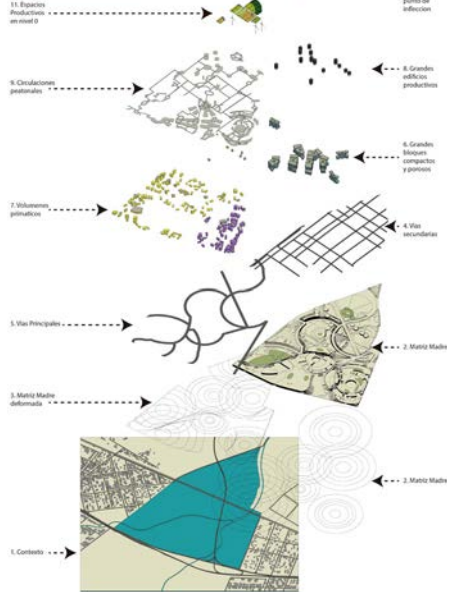 11. Espacios
Productivos
en nivel 0
punto de
infleccion
8. Grandes
edificios
productivos
9. Circulaciones
peatonales
6. Grandes
bloques
compactos
y porosos
7. Volumenes
primaticos
4. Vias
secundarias
5. Vias Principales
2. Matriz Madre
3. Matriz Madre
deformada
2. Matriz Madre
1. Contexto